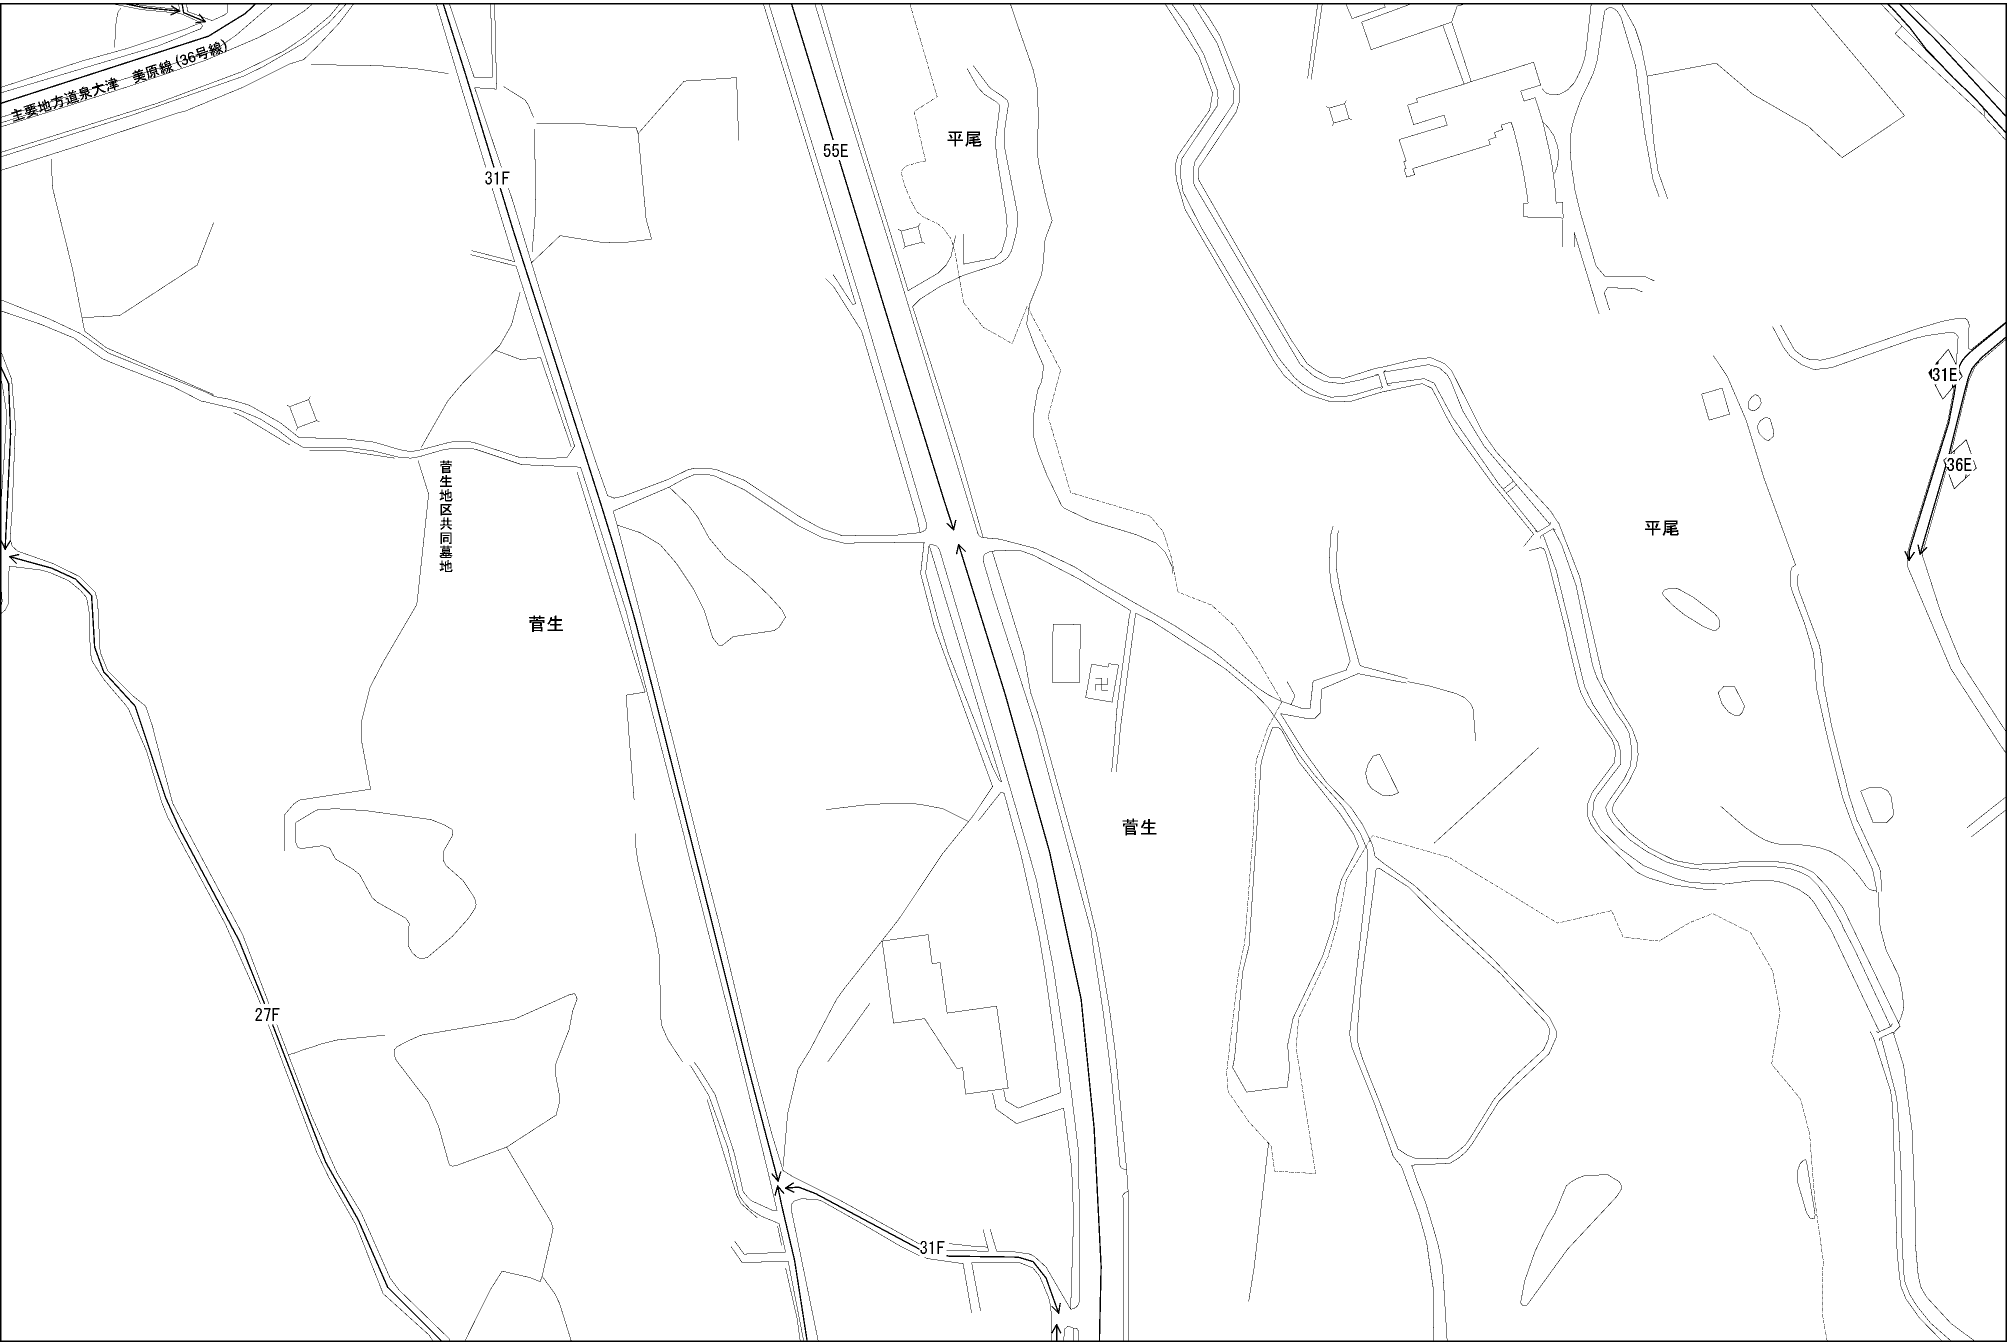 主要地方道泉大津　美原線(36号線)
平尾
55E
31F
31E
36E
菅生地区共同墓地
平尾
菅生
菅生
27F
31F